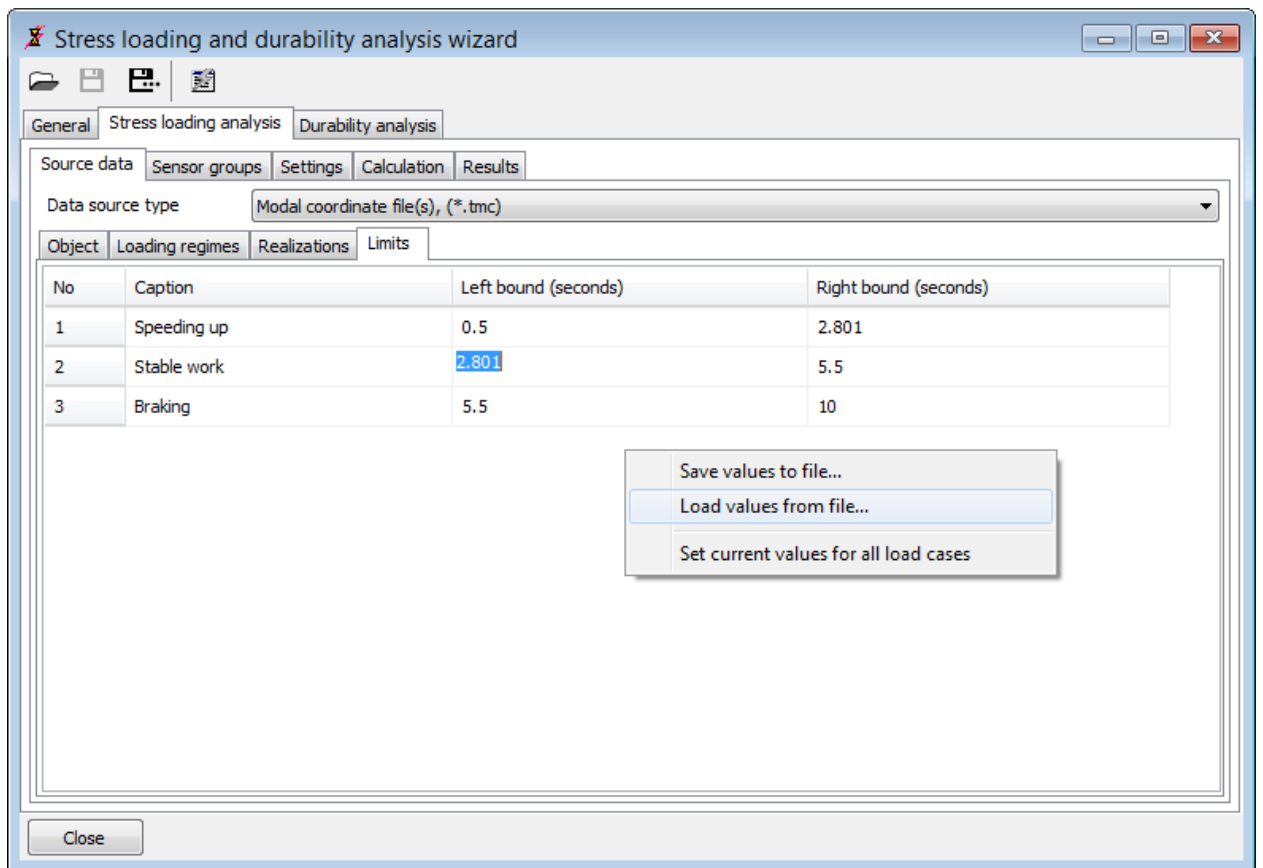 Stress loading and durability analysis wizard
General Stress loading analysis Durability analysis
Source data Sensor groups Settings Calculation Results
Data source type Modal coordinate file(s), (*.tmc)
Object Loading regimes Realizations Limits
No Caption Left bound (seconds) Right bound (seconds)
1 Speeding up 0.5 2.801
2 Stable work 2.801 5.5
3 Braking 5.5 10
Save values to file...
Load values from file...
Set current values for all load cases
Close